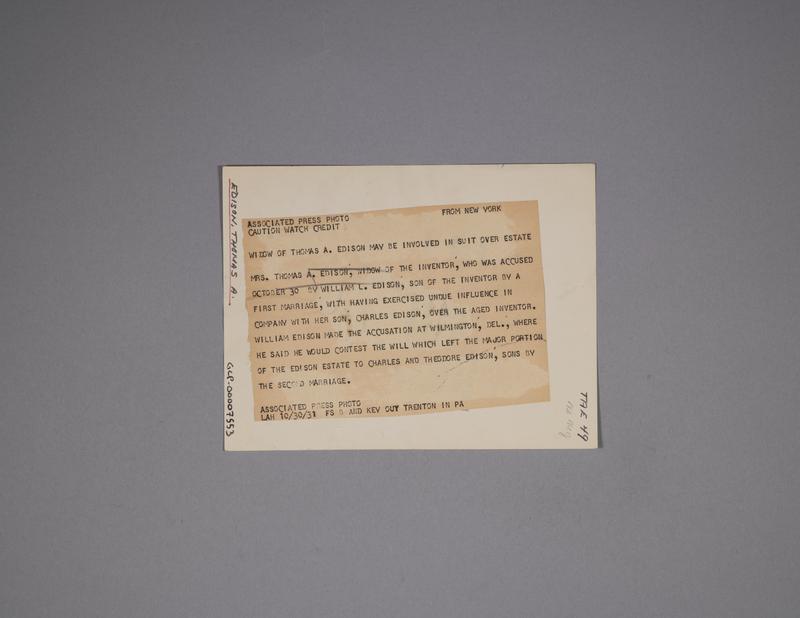 ASSOCIATED PRESS PHOTO FROM NEW YORK
CAUTION WATCH CREDIT
WIDOW OF THOMAS A. EDISON MAY BE INVOLVED IN SUIT OVER ESTATE
MRS. THOMAS A. EDISON, WIDOW OF THE INVENTOR, WHO WAS ACCUSED
OCTOBER 30 BY WILLIAM L. EDISON, SON OF THE INVENTOR BY A
FIRST MARRIAGE, WITH HAVING EXERCISED UNDUE INFLUENCE IN
COMPANY WITH HER SON, CHARLES EDISON, OVER THE AGED INVENTOR.
WILLIAM EDISON MADE THE ACCUSATION AT WILMINGTON, DEL., WHERE
HE SAID HE WOULD CONTEST THE WILL WHICH LEFT THE MAJOR PORTION
OF THE EDISON ESTATE TO CHARLES AND THEODORE EDISON, SONS BY
THE SECOND MARRIAGE.
ASSOCIATED PRESS PHOTO
LAH 10/30/31 FS D AND KEV OUT TRENTON IN PA
EDISON, THOMAS A.
GLP.00007553
TAE 49